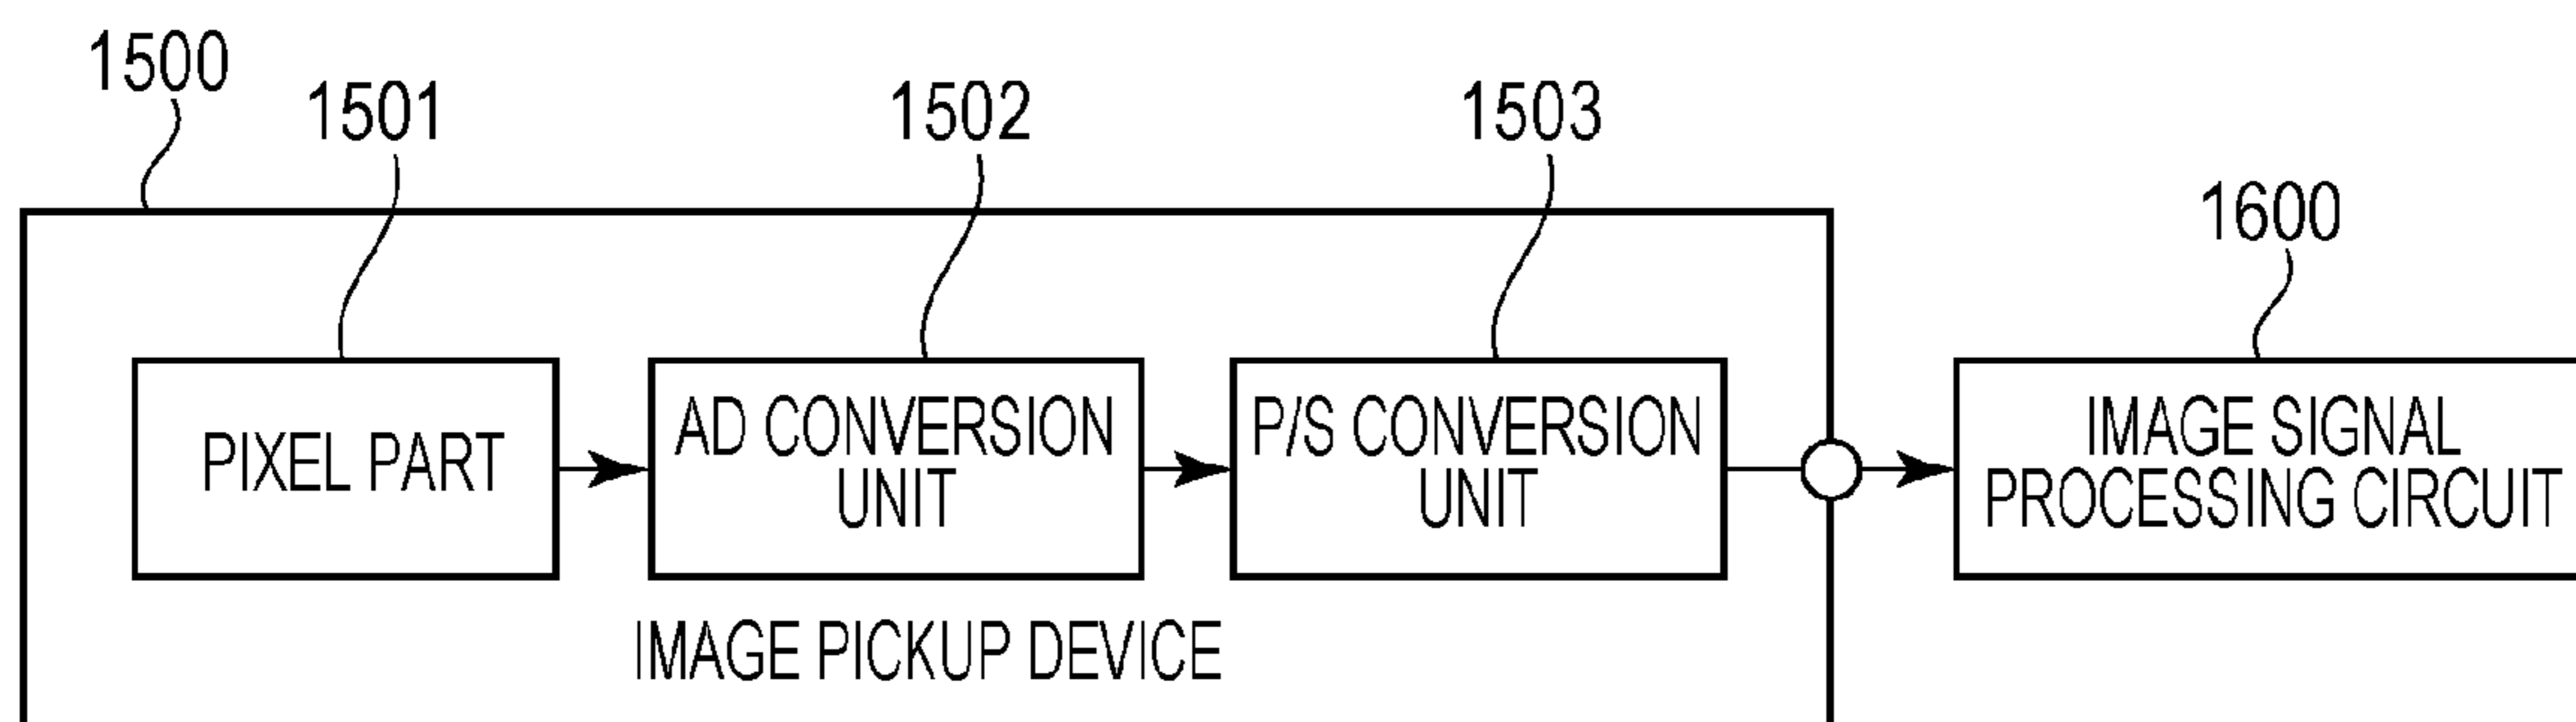 1500
1501
1502
1503
1600
PIXEL PART
AD CONVERSION
UNIT
P/S CONVERSION
UNIT
IMAGE SIGNAL
PROCESSING CIRCUIT
IMAGE PICKUP DEVICE